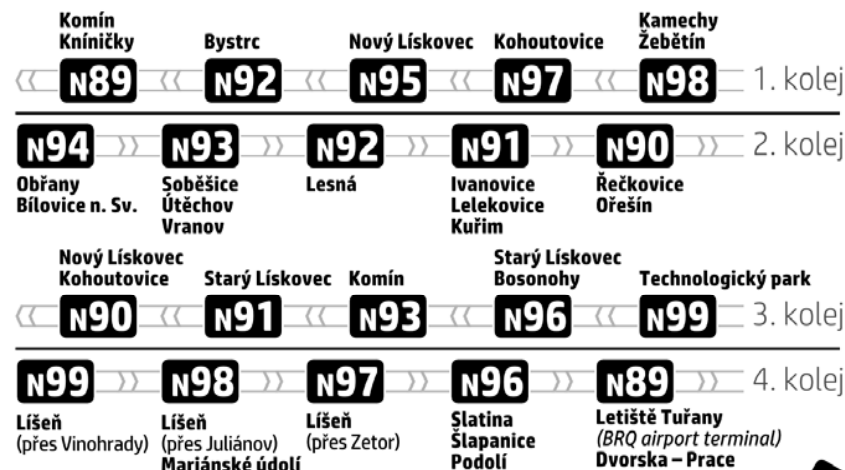 Komín
Kníničky
Bystrc
Nový Lískovec
Kohoutovice
Kamechy
Žebětín
N89 N92 N95 N97 N98 1. kolej
N94 N93 N92 N91 N90 2. kolej
Obřany
Bílovice n. Sv.
Soběšice
Útěchov
Vranov
Lesná
Ivanovice
Lelekovice
Kuřim
Řečkovice
Ořešín
Nový Lískovec
Kohoutovice
Starý Lískovec
Komín
Starý Lískovec
Bosonohy
Technologický park
N90 N91 N93 N96 N99 3. kolej
N99 N98 N97 N96 N89 4. kolej
Líšeň
(přes Vinohrady)
Líšeň
(přes Juliánov)
Mariánské údolí
Líšeň
(přes Zetor)
Slatina
Šlapanice
Podolí
Letiště Tuřany
(BRQ airport terminal)
Dvorska – Prace